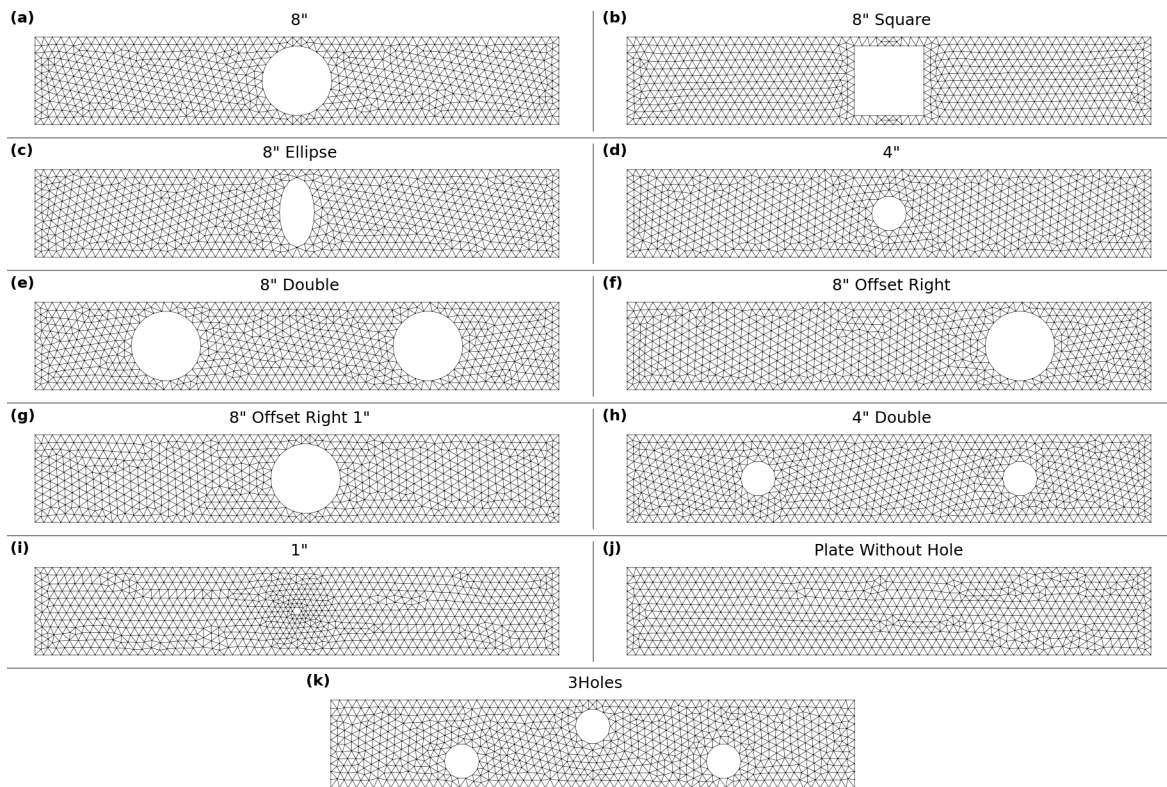 (a) 8"
(b) 8" Square
(c) 8" Ellipse
(d) 4"
(e) 8" Double
(f) 8" Offset Right
(g) 8" Offset Right 1"
(h) 4" Double
(i) 1"
(j) Plate Without Hole
(k) 3Holes